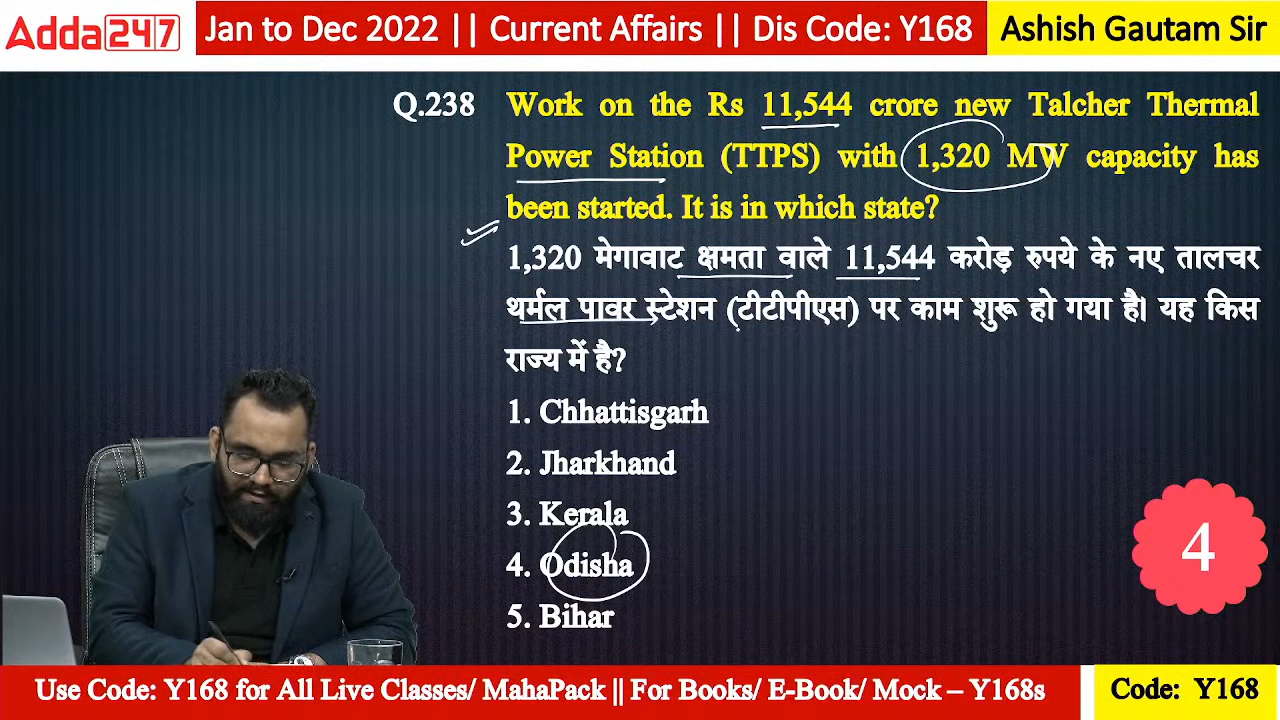 Adda247 Jan to Dec 2022 || Current Affairs || Dis Code: Y168 Ashish Gautam Sir
Q.238 Work on the Rs 11,544 crore new Talcher Thermal
Power Station (TTPS) with 1,320 MW capacity has
been started. It is in which state?
1,320 मेगावाट क्षमता वाले 11,544 करोड़ रुपये के नए तालचर
थर्मल पावर स्टेशन (टीटीपीएस) पर काम शुरू हो गया है। यह किस
राज्य में है?
1. Chhattisgarh
2. Jharkhand
3. Kerala
4. Odisha
5. Bihar
4
Use Code: Y168 for All Live Classes/ MahaPack || For Books/ E-Book/ Mock – Y168s
Code: Y168